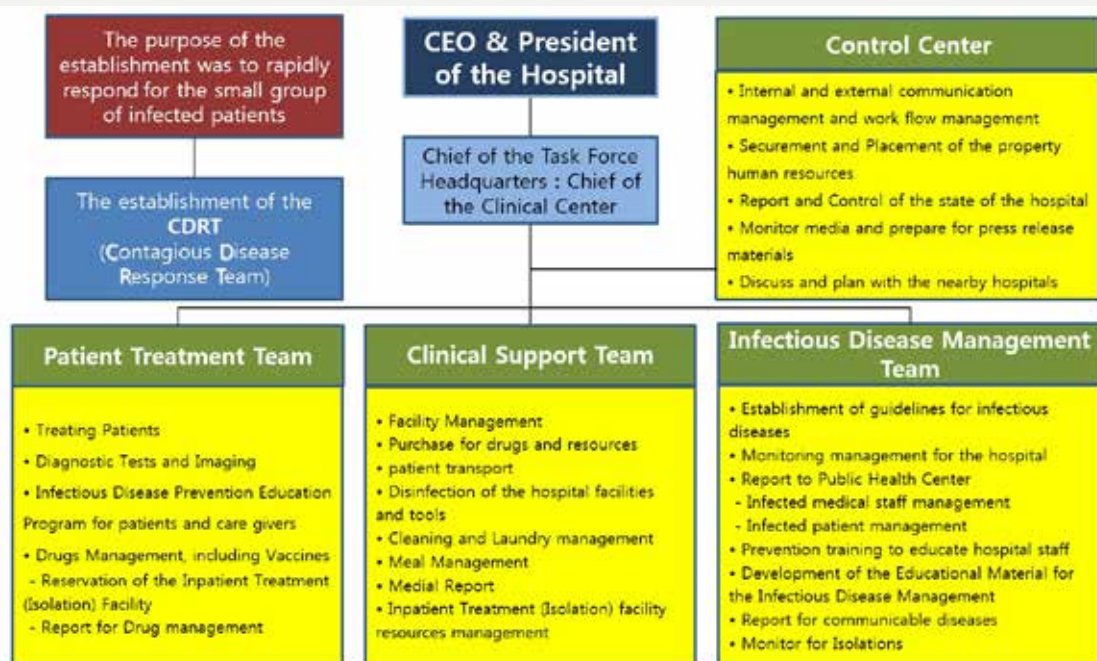 The purpose of the
establishment was to rapidly
respond for the small group
of infected patients
The establishment of the
CDRT
(Contagious Disease
Response Team)
CEO & President
of the Hospital
Chief of the Task Force
Headquarters : Chief of
the Clinical Center
Control Center
• Internal and external communication
management and work flow management
• Securement and Placement of the property
human resources
• Report and Control of the state of the hospital
• Monitor media and prepare for press release
materials
• Discuss and plan with the nearby hospitals
Patient Treatment Team
• Treating Patients
• Diagnostic Tests and Imaging
• Infectious Disease Prevention Education
Program for patients and care givers
• Drugs Management, including Vaccines
- Reservation of the Inpatient Treatment
(Isolation) Facility
- Report for Drug management
Clinical Support Team
• Facility Management
• Purchase for drugs and resources
• patient transport
• Disinfection of the hospital facilities
and tools
• Cleaning and Laundry management
• Meal Management
• Medial Report
• Inpatient Treatment (Isolation) facility
resources management
Infectious Disease Management
Team
• Establishment of guidelines for infectious
diseases
• Monitoring management for the hospital
• Report to Public Health Center
- Infected medical staff management
- Infected patient management
• Prevention training to educate hospital staff
• Development of the Educational Material for
the Infectious Disease Management
• Report for communicable diseases
• Monitor for Isolations